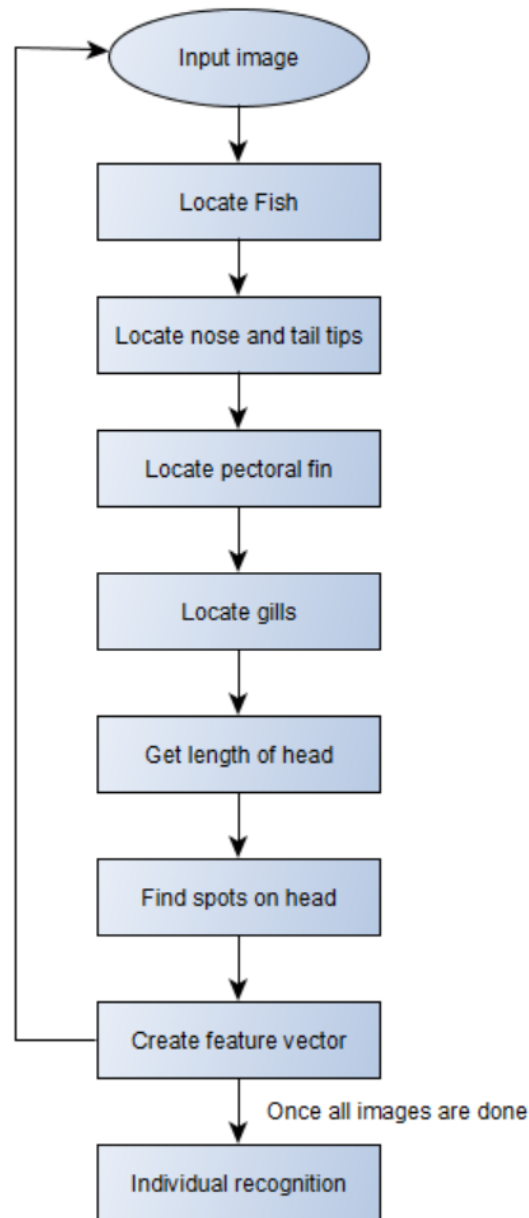 Input image
Locate Fish
Locate nose and tail tips
Locate pectoral fin
Locate gills
Get length of head
Find spots on head
Create feature vector
Once all images are done
Individual recognition